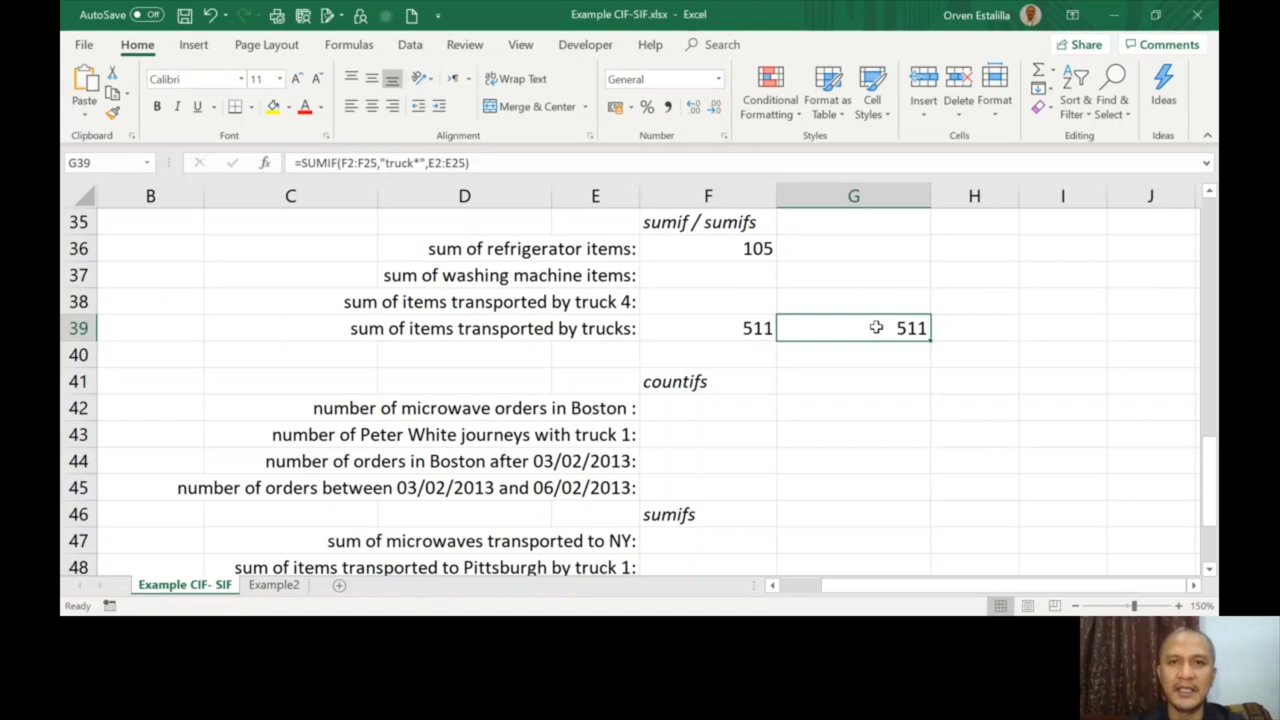 AutoSave Off Example CIF-SIF.xlsx - Excel Orven Estalilla
File Home Insert Page Layout Formulas Data Review View Developer Help Search Share Comments
Calibri 11 Wrap Text General
Paste B I U Merge & Center Conditional Formatting Format as Table Cell Styles Insert Delete Format Sort & Filter Find & Select Ideas
Clipboard Font Alignment Number Styles Cells Editing Ideas
G39 fx =SUMIF(F2:F25,"truck*",E2:E25)
B C D E F G H I J
35 sumif / sumifs
36 sum of refrigerator items: 105
37 sum of washing machine items:
38 sum of items transported by truck 4:
39 sum of items transported by trucks: 511 511
40
41 countifs
42 number of microwave orders in Boston :
43 number of Peter White journeys with truck 1:
44 number of orders in Boston after 03/02/2013:
45 number of orders between 03/02/2013 and 06/02/2013:
46 sumifs
47 sum of microwaves transported to NY:
48 sum of items transported to Pittsburgh by truck 1:
Example CIF- SIF Example2
Ready 150%